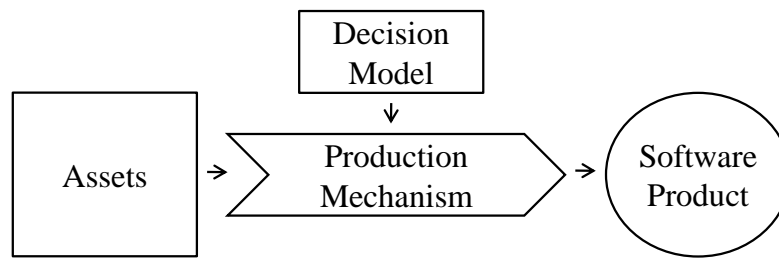 Decision
Model
Assets
Production
Mechanism
Software
Product